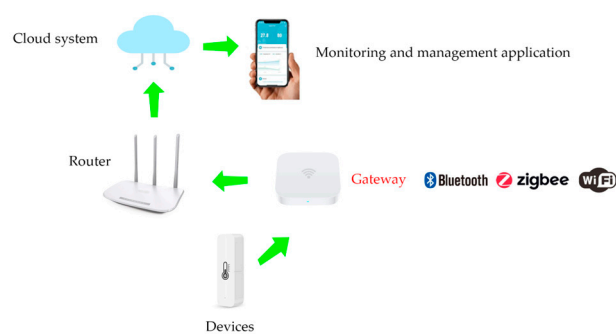 Cloud system
Monitoring and management application
Router
Gateway
Bluetooth
zigbee
WiFi
Devices